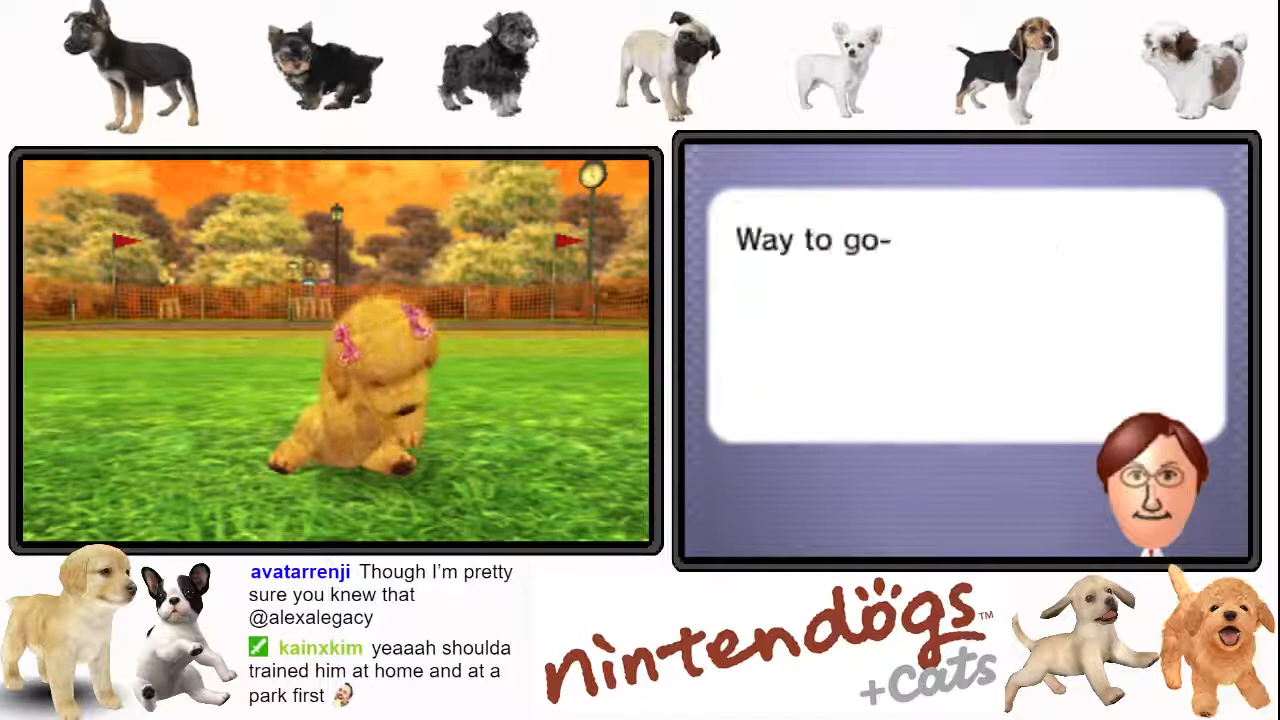 Way to go-
avatarrenji Though I'm pretty
sure you knew that
@alexalegacy
kainxkim yeaaah shoulda
trained him at home and at a
park first
nintendogs™
+cats